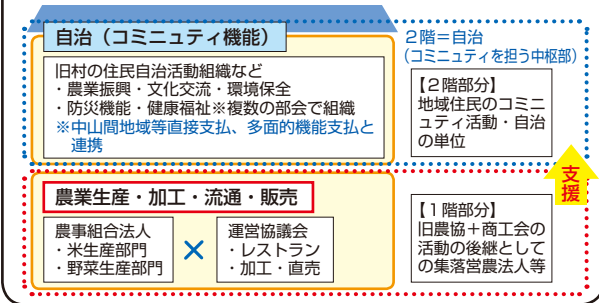 自治（コミニュティ機能）
旧村の住民自治活動組織など
・農業振興・文化交流・環境保全
・防災機能・健康福祉※複数の部会で組織
※中山間地域等直接支払、多面的機能支払と
連携
２階＝自治
（コミュティを担う中枢部）
【２階部分】
地域住民のコミニ
ュティ活動・自治
の単位
支援
農業生産・加工・流通・販売
農事組合法人
・米生産部門
・野菜生産部門
×
運営協議会
・レストラン
・加工・直売
【１階部分】
旧農協＋商工会の
活動の後継として
の集落営農法人等